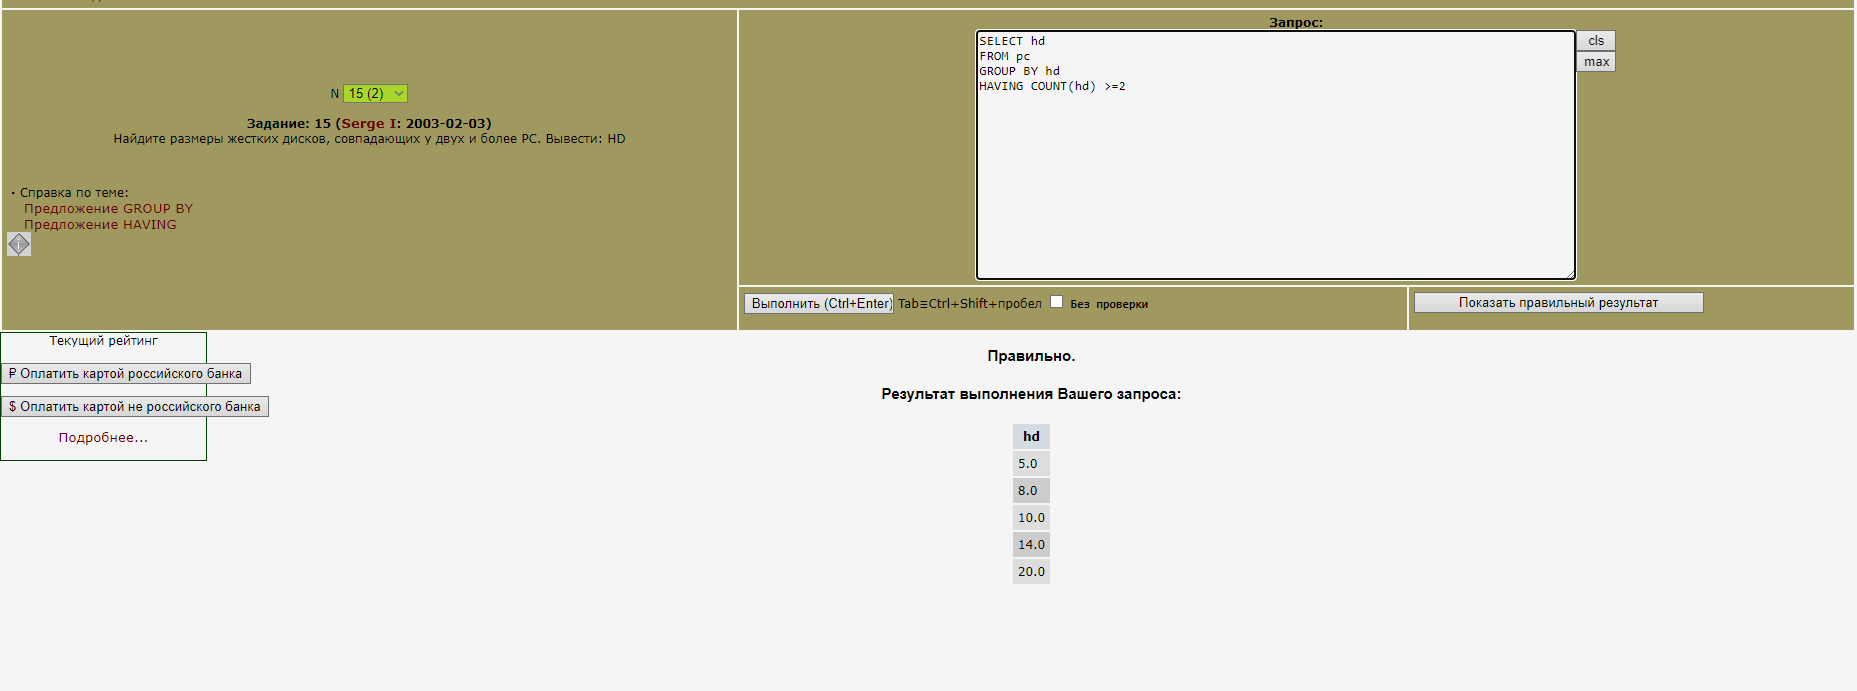 N 15 (2)
Задание: 15 (Serge I: 2003-02-03)
Найдите размеры жестких дисков, совпадающих у двух и более PC. Вывести: HD
· Справка по теме:
Предложение GROUP BY
Предложение HAVING
Запрос:
SELECT hd
FROM pc
GROUP BY hd
HAVING COUNT(hd) >=2
cls
max
Выполнить (Ctrl+Enter) Tab≡Ctrl+Shift+пробел Без проверки
Показать правильный результат
Текущий рейтинг
₽ Оплатить картой российского банка
$ Оплатить картой не российского банка
Подробнее...
Правильно.
Результат выполнения Вашего запроса:
hd
5.0
8.0
10.0
14.0
20.0